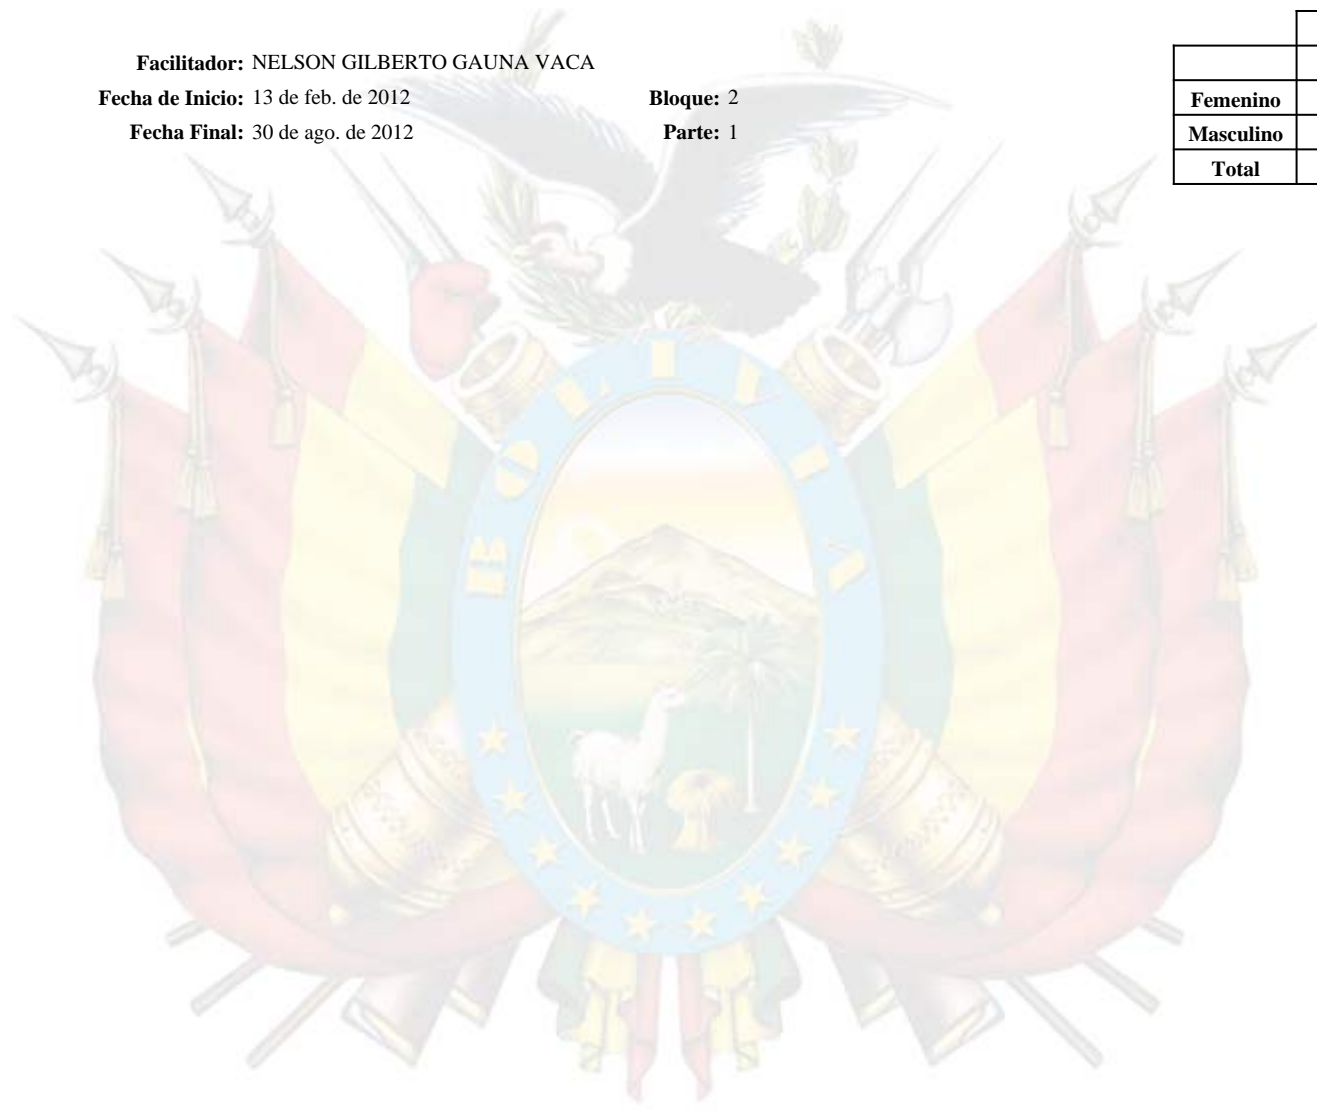 Facilitador: NELSON GILBERTO GAUNA VACA
Fecha de Inicio: 13 de feb. de 2012 Bloque: 2
Fecha Final: 30 de ago. de 2012 Parte: 1
Femenino
Masculino
Total
BOLIVIA